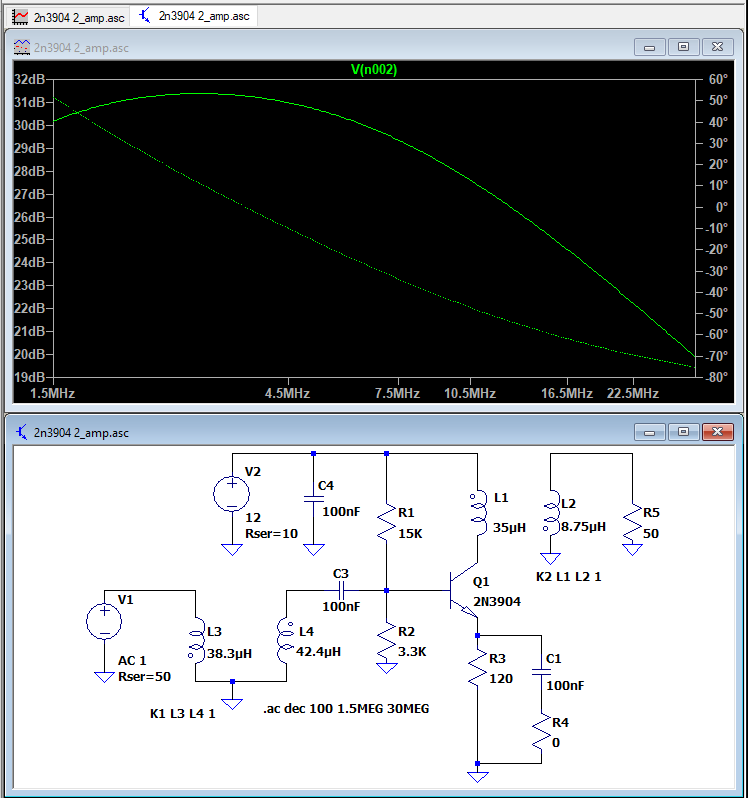 2n3904 2_amp.asc
2n3904 2_amp.asc
2n3904 2_amp.asc
V(n002)
32dB
31dB
30dB
29dB
28dB
27dB
26dB
25dB
24dB
23dB
22dB
21dB
20dB
19dB
60°
50°
40°
30°
20°
10°
0°
-10°
-20°
-30°
-40°
-50°
-60°
-70°
-80°
1.5MHz 4.5MHz 7.5MHz 10.5MHz 16.5MHz 22.5MHz
2n3904 2_amp.asc
V2
12
Rser=10
C4
100nF
R1
15K
L1
35µH
L2
8.75µH
R5
50
K2 L1 L2 1
C3
100nF
Q1
2N3904
V1
AC 1
Rser=50
L3
38.3µH
L4
42.4µH
R2
3.3K
R3
120
C1
100nF
R4
0
K1 L3 L4 1
.ac dec 100 1.5MEG 30MEG